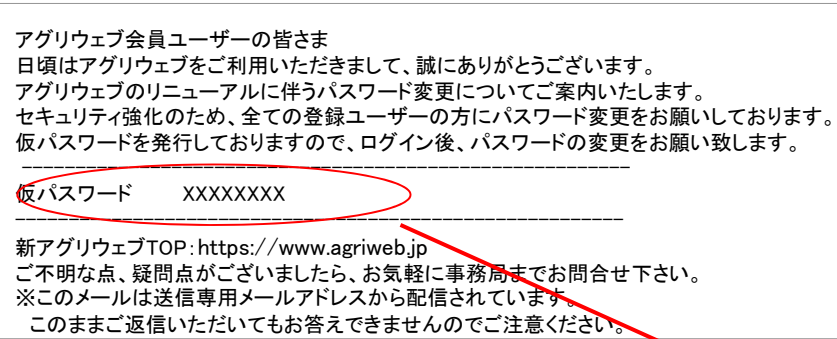 アグリウェブ会員ユーザーの皆さま
日頃はアグリウェブをご利用いただきまして、誠にありがとうございます。
アグリウェブのリニューアルに伴うパスワード変更についてご案内いたします。
セキュリティ強化のため、全ての登録ユーザーの方にパスワード変更をお願いしております。
仮パスワードを発行しておりますので、ログイン後、パスワードの変更をお願い致します。
---------------------------------------------------------
仮パスワード　　XXXXXXXX
---------------------------------------------------------
新アグリウェブTOP：https://www.agriweb.jp
ご不明な点、疑問点がございましたら、お気軽に事務局までお問合せ下さい。
※このメールは送信専用メールアドレスから配信されています。
このままご返信いただいてもお答えできませんのでご注意ください。